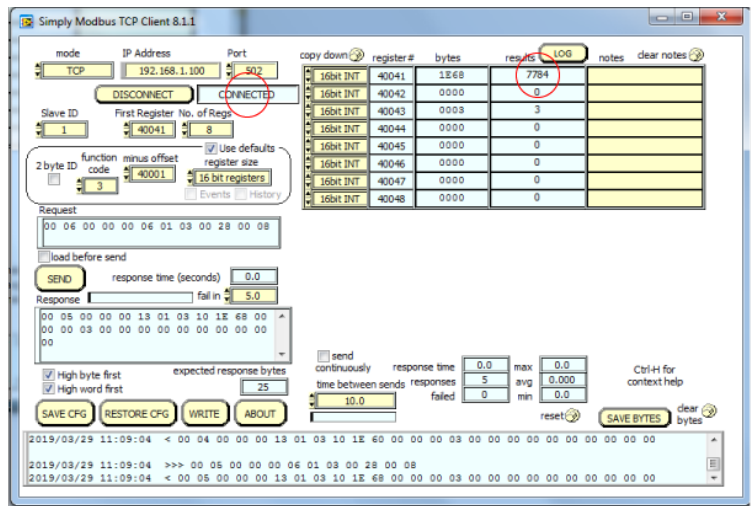 Simply Modbus TCP Client 8.1.1
mode IP Address Port
TCP 192.168.1.100 502
DISCONNECT CONNECTED
Slave ID First Register No. of Regs
1 40041 8
Use defaults
2 byte ID function code minus offset register size
3 40001 16 bit registers
Events History
Request
00 06 00 00 00 06 01 03 00 28 00 08
load before send
SEND response time (seconds) 0.0
Response fail in 5.0
00 05 00 00 00 13 01 03 10 1E 68 00
00 00 03 00 00 00 00 00 00 00 00 00
00
High byte first
High word first
expected response bytes
25
SAVE CFG RESTORE CFG WRITE ABOUT
copy down register # bytes results LOG notes clear notes
16bit INT 40041 1E68 7784
16bit INT 40042 0000 0
16bit INT 40043 0003 3
16bit INT 40044 0000 0
16bit INT 40045 0000 0
16bit INT 40046 0000 0
16bit INT 40047 0000 0
16bit INT 40048 0000 0
send
continuously
time between sends
10.0
response time 0.0 max 0.0
responses 5 avg 0.000
failed 0 min 0.0
reset
Ctrl-H for
context help
SAVE BYTES clear bytes
2019/03/29 11:09:04 < 00 04 00 00 00 13 01 03 10 1E 60 00 00 00 03 00 00 00 00 00 00 00 00 00 00
2019/03/29 11:09:04 >>> 00 05 00 00 00 06 01 03 00 28 00 08
2019/03/29 11:09:04 < 00 05 00 00 00 13 01 03 10 1E 68 00 00 00 03 00 00 00 00 00 00 00 00 00 00